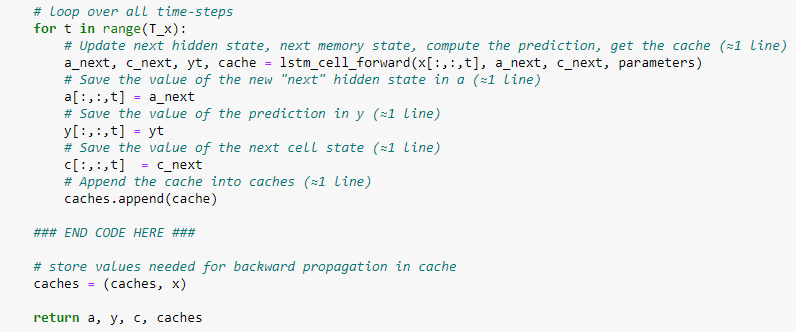 # loop over all time-steps
for t in range(T_x):
# Update next hidden state, next memory state, compute the prediction, get the cache (≈1 line)
a_next, c_next, yt, cache = lstm_cell_forward(x[:,:,t], a_next, c_next, parameters)
# Save the value of the new "next" hidden state in a (≈1 line)
a[:,:,t] = a_next
# Save the value of the prediction in y (≈1 line)
y[:,:,t] = yt
# Save the value of the next cell state (≈1 line)
c[:,:,t]  = c_next
# Append the cache into caches (≈1 line)
caches.append(cache)
### END CODE HERE ###
# store values needed for backward propagation in cache
caches = (caches, x)
return a, y, c, caches